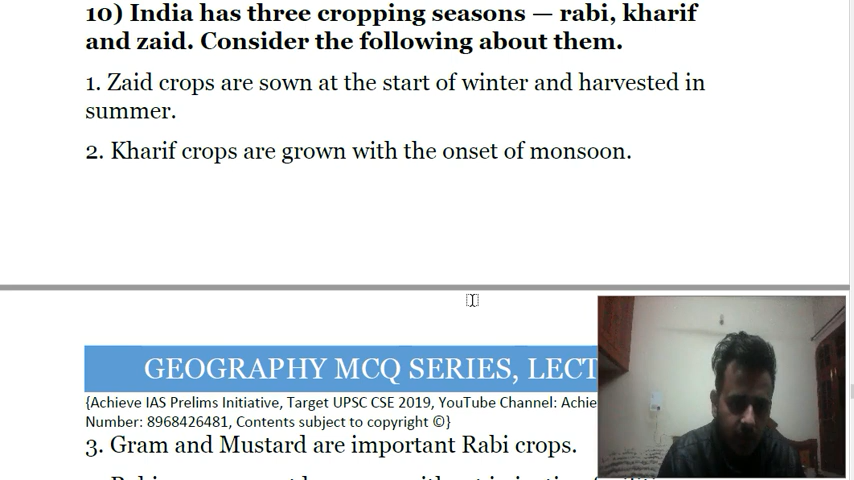 10) India has three cropping seasons — rabi, kharif
and zaid. Consider the following about them.
1. Zaid crops are sown at the start of winter and harvested in
summer.
2. Kharif crops are grown with the onset of monsoon.
GEOGRAPHY MCQ SERIES, LECT
{Achieve IAS Prelims Initiative, Target UPSC CSE 2019, YouTube Channel: Achie
Number: 8968426481, Contents subject to copyright ©}
3. Gram and Mustard are important Rabi crops.